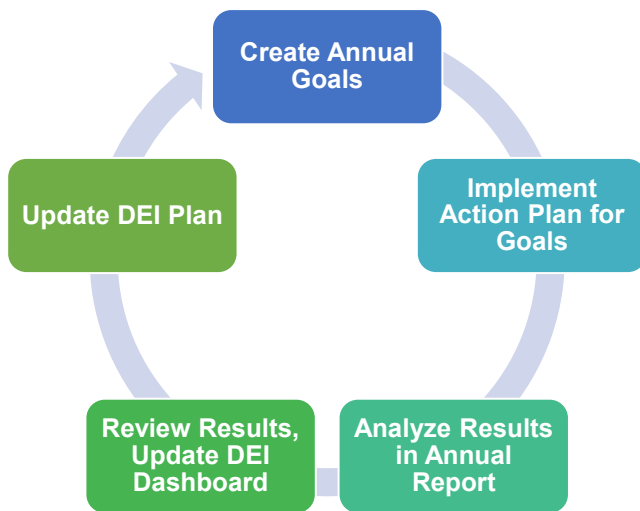 Create Annual
Goals
Implement
Action Plan for
Goals
Analyze Results
in Annual
Report
Review Results,
Update DEI
Dashboard
Update DEI Plan